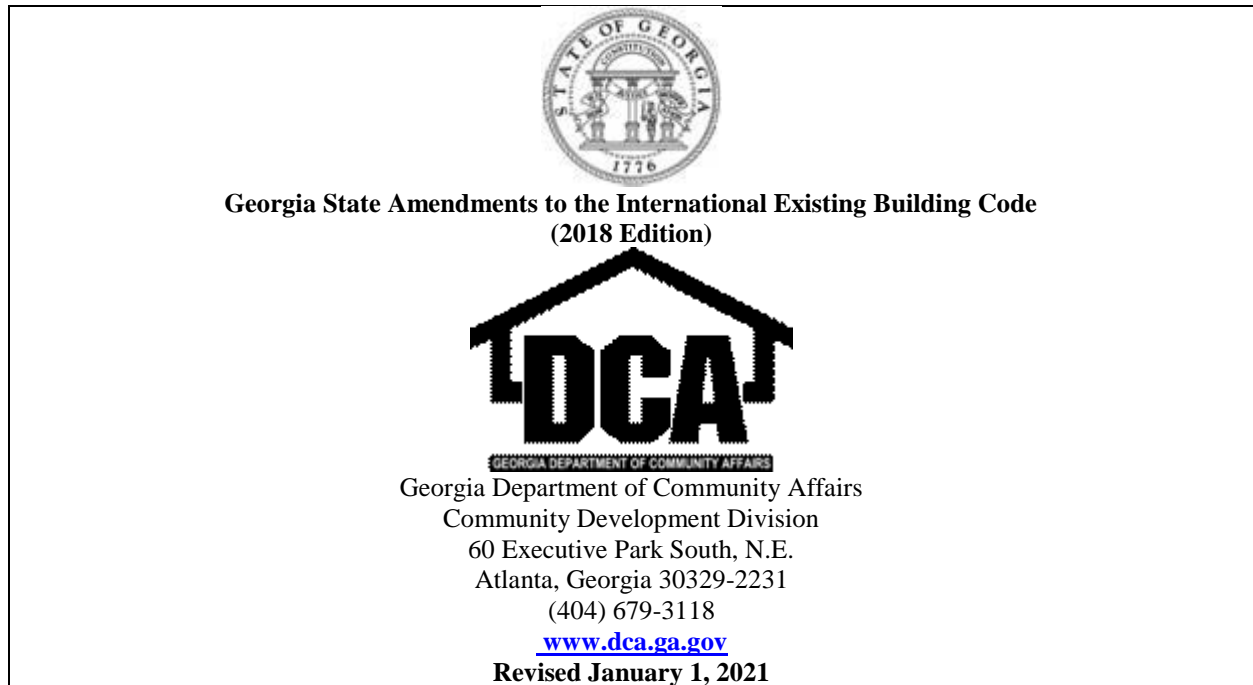 STATE OF GEORGIA
CONSTITUTION
1776
Georgia State Amendments to the International Existing Building Code
(2018 Edition)
DCA
GEORGIA DEPARTMENT OF COMMUNITY AFFAIRS
Georgia Department of Community Affairs
Community Development Division
60 Executive Park South, N.E.
Atlanta, Georgia 30329-2231
(404) 679-3118
www.dca.ga.gov
Revised January 1, 2021